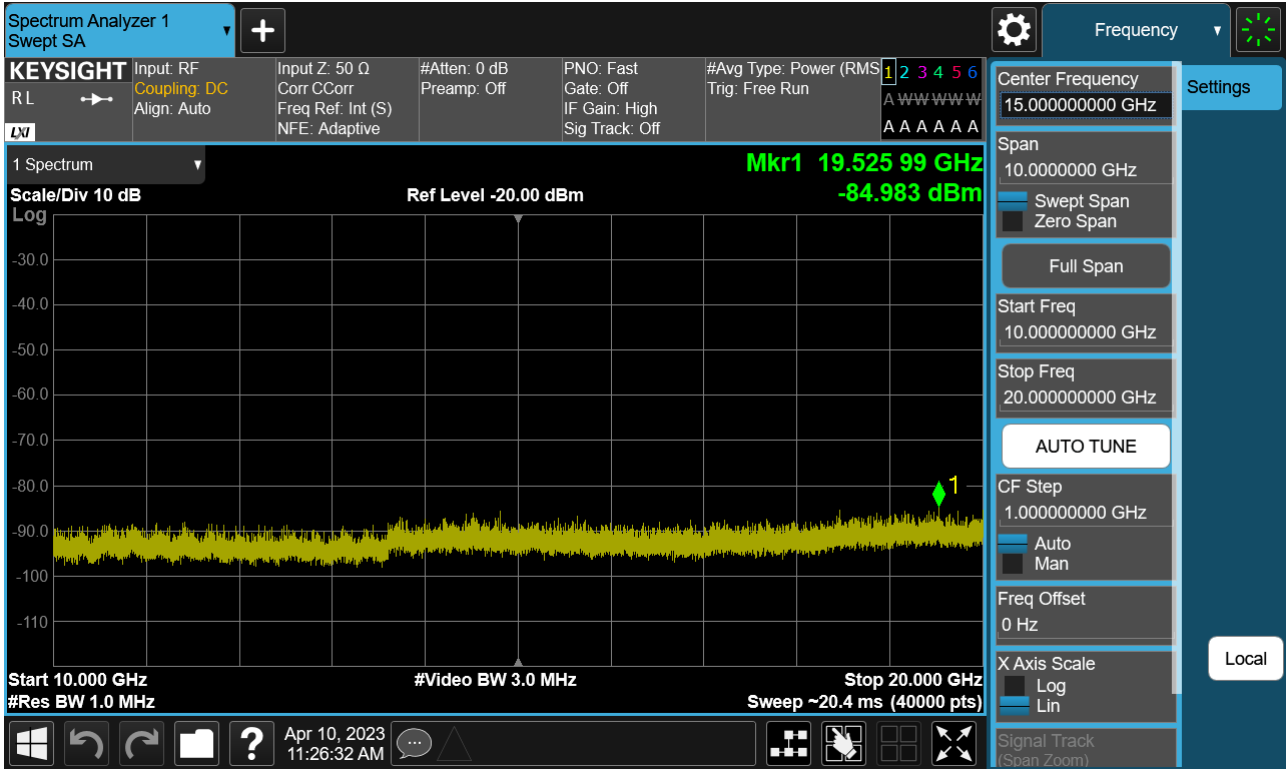 Spectrum Analyzer 1
Swept SA
Frequency
KEYSIGHT
R L
LXI
Input: RF
Coupling: DC
Align: Auto
Input Z: 50 Ω
Corr CCorr
Freq Ref: Int (S)
NFE: Adaptive
#Atten: 0 dB
Preamp: Off
PNO: Fast
Gate: Off
IF Gain: High
Sig Track: Off
#Avg Type: Power (RMS
Trig: Free Run
1 2 3 4 5 6
A W W W W W
A A A A A A
1 Spectrum
Mkr1 19.525 99 GHz
Scale/Div 10 dB
Ref Level -20.00 dBm
-84.983 dBm
Log
-30.0
-40.0
-50.0
-60.0
-70.0
-80.0
-90.0
-100
-110
1
Start 10.000 GHz
#Video BW 3.0 MHz
Stop 20.000 GHz
#Res BW 1.0 MHz
Sweep ~20.4 ms (40000 pts)
?
Apr 10, 2023
11:26:32 AM
Center Frequency
15.000000000 GHz
Settings
Span
10.0000000 GHz
Swept Span
Zero Span
Full Span
Start Freq
10.000000000 GHz
Stop Freq
20.000000000 GHz
AUTO TUNE
CF Step
1.000000000 GHz
Auto
Man
Freq Offset
0 Hz
X Axis Scale
Log
Lin
Local
Signal Track
(Span Zoom)